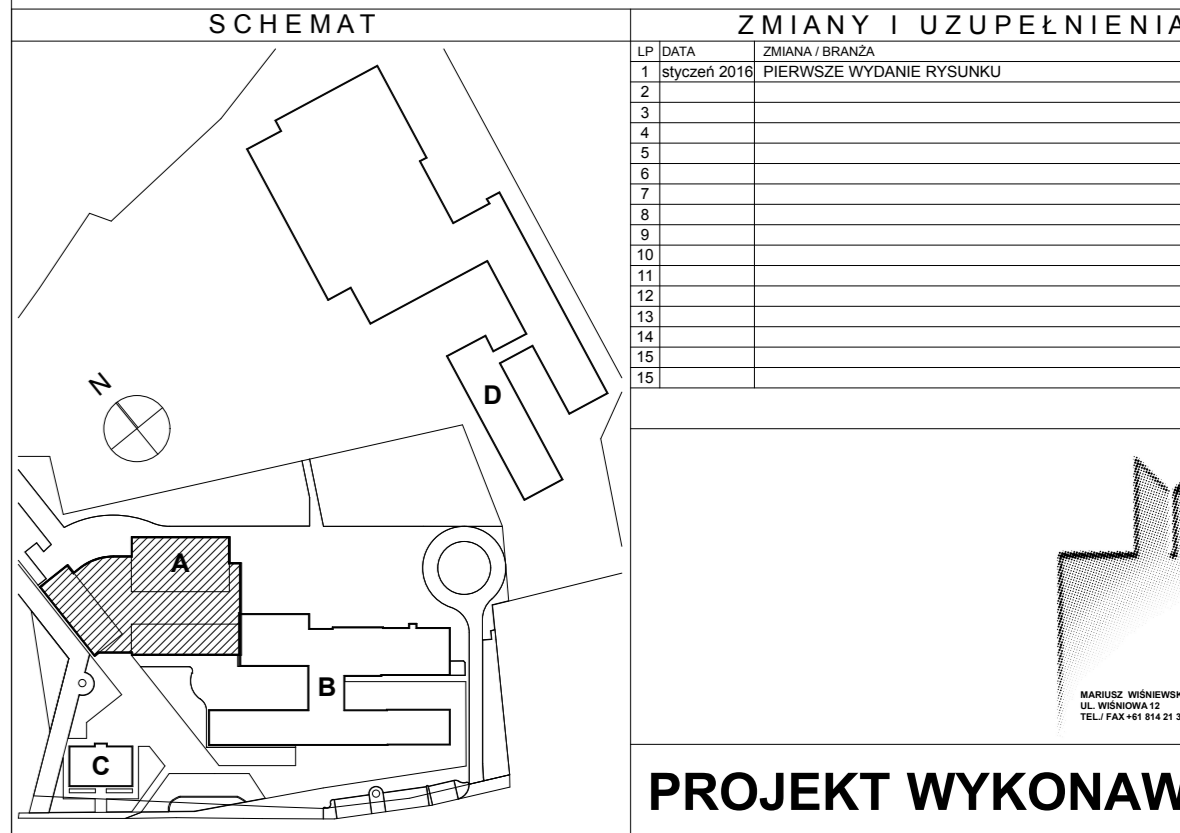 SCHEMAT
N
A
B
C
D
ZMIANY I UZUPEŁNIENIA
LP DATA ZMIANA / BRANŻA
1 styczeń 2016 PIERWSZE WYDANIE RYSUNKU
2
3
4
5
6
7
8
9
10
11
12
13
14
15
15
MARIUSZ WIŚNIEWSK
UL. WIŚNIOWA 12
TEL./ FAX +61 814 21 3
PROJEKT WYKONAW